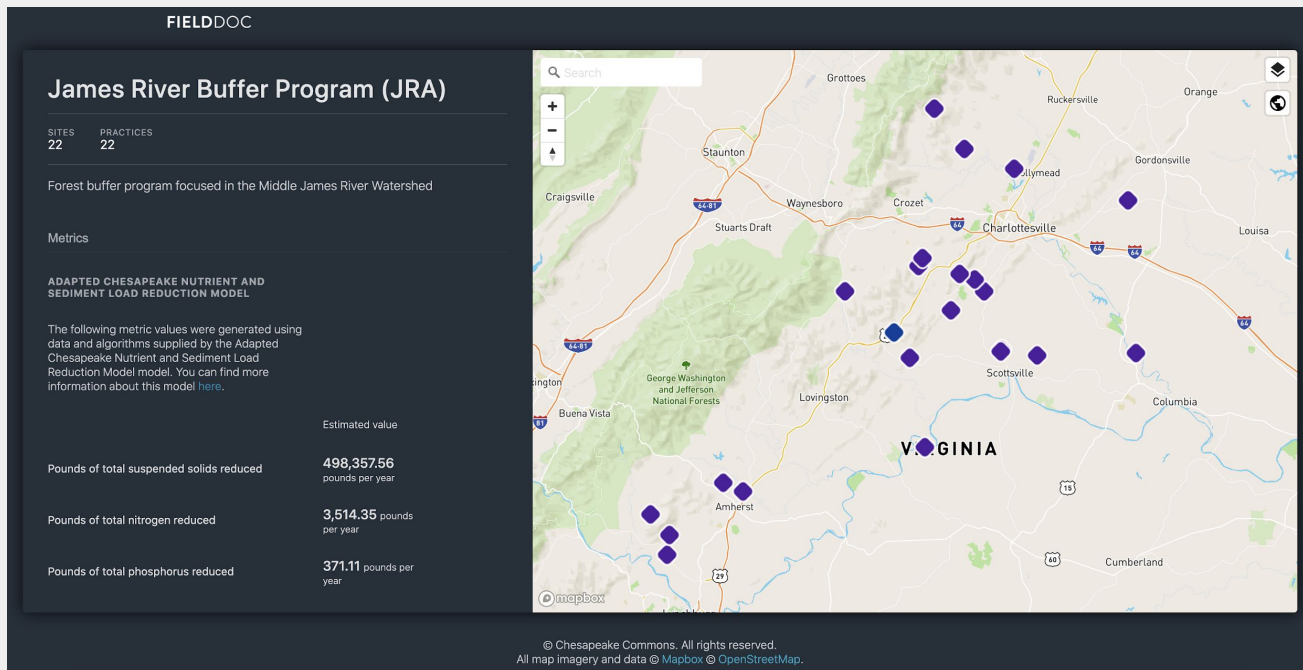 FIELDDOC
James River Buffer Program (JRA)
SITES PRACTICES
22 22
Forest buffer program focused in the Middle James River Watershed
Metrics
ADAPTED CHESAPEAKE NUTRIENT AND
SEDIMENT LOAD REDUCTION MODEL
The following metric values were generated using
data and algorithms supplied by the Adapted
Chesapeake Nutrient and Sediment Load
Reduction Model model. You can find more
information about this model here.
Estimated value
Pounds of total suspended solids reduced
498,357.56
pounds per year
Pounds of total nitrogen reduced
3,514.35 pounds
per year
Pounds of total phosphorus reduced
371.11 pounds per
year
Search
Grottoes
Ruckersville
Orange
Staunton
Gordonsville
ollymead
Craigsville
64-81
Waynesboro
Crozet
64
Charlottesville
Louisa
Stuarts Draft
64
64
64
64-81
Scottsville
ington
George Washington
and Jefferson
National Forests
Lovingston
Columbia
Buena Vista
81
V GINIA
15
Amherst
60
Cumberland
29
mapbox
© Chesapeake Commons. All rights reserved.
All map imagery and data © Mapbox © OpenStreetMap.